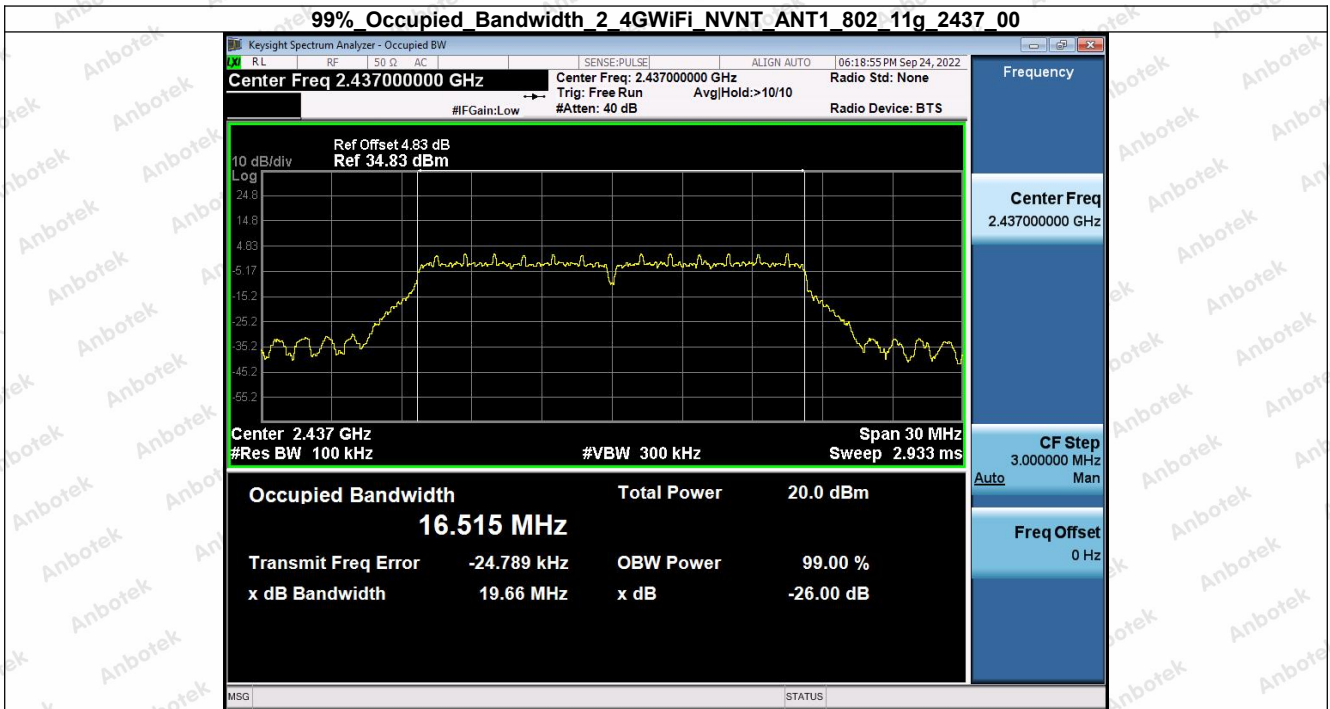 99%_Occupied_Bandwidth_2_4GWiFi_NVNT_ANT1_802_11g_2437_00
Keysight Spectrum Analyzer - Occupied BW
LXI RL RF 50 Ω AC SENSE:PULSE ALIGN AUTO 06:18:55 PM Sep 24, 2022
Center Freq 2.437000000 GHz
Center Freq: 2.437000000 GHz
Radio Std: None
Trig: Free Run Avg|Hold:>10/10
#IFGain:Low
#Atten: 40 dB
Radio Device: BTS
Ref Offset 4.83 dB
10 dB/div Ref 34.83 dBm
Log
24.8
14.8
4.83
-5.17
-15.2
-25.2
-35.2
-45.2
-55.2
Center 2.437 GHz Span 30 MHz
#Res BW 100 kHz #VBW 300 kHz Sweep 2.933 ms
Occupied Bandwidth Total Power 20.0 dBm
16.515 MHz
Transmit Freq Error -24.789 kHz OBW Power 99.00 %
x dB Bandwidth 19.66 MHz x dB -26.00 dB
MSG STATUS
Frequency
Center Freq
2.437000000 GHz
CF Step
3.000000 MHz
Auto Man
Freq Offset
0 Hz
Anbotek